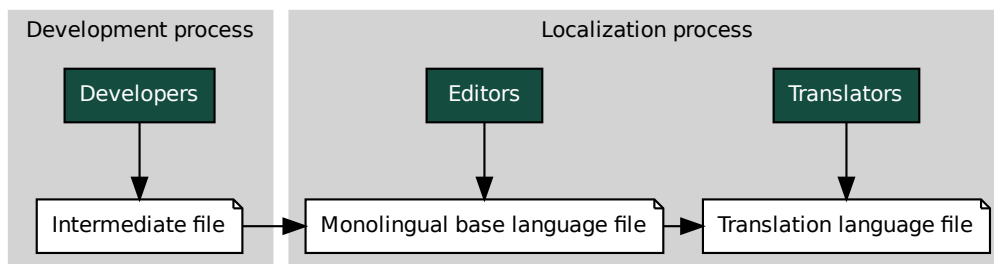 Development process
Localization process
Developers
Editors
Translators
Intermediate file
Monolingual base language file
Translation language file